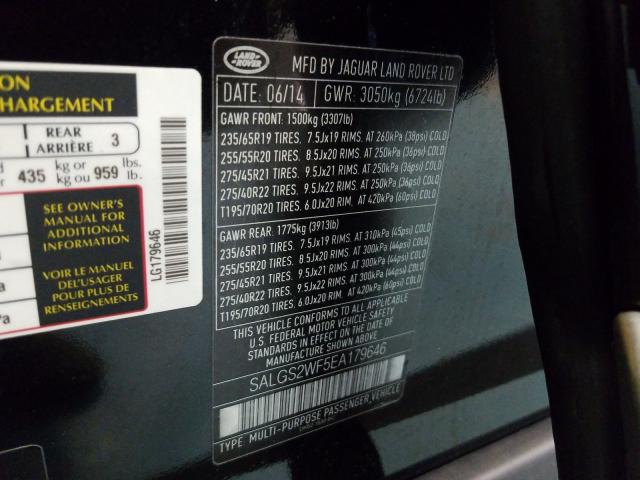 ION
CHARGEMENT
REAR
ARRIÈRE 3
435 kg or
kg ou 959 lbs.
lb.
SEE OWNER'S
MANUAL FOR
ADDITIONAL
INFORMATION
VOIR LE MANUEL
DEL'USAGER
POUR PLUS DE
RENSEIGNEMENTS
LG179646
LAND-
ROVER
MFD BY JAGUAR LAND ROVER LTD
DATE: 06/14 GWR: 3050kg (6724lb)
GAWR FRONT: 1500kg (3307lb)
235/65R19 TIRES, 7.5Jx19 RIMS, AT 260kPa (38psi) COLD
255/55R20 TIRES, 8.5Jx20 RIMS, AT 250kPa (36psi) COLD
275/45R21 TIRES, 9.5Jx21 RIMS, AT 250kPa (36psi) COLD
275/40R22 TIRES, 9.5Jx22 RIMS, AT 250kPa (36psi) COLD
T195/70R20 TIRES, 6.0Jx20 RIM, AT 420kPa (60psi) COLD
GAWR REAR: 1775kg (3913lb)
235/65R19 TIRES, 7.5Jx19 RIMS, AT 310kPa (45psi) COLD
255/55R20 TIRES, 8.5Jx20 RIMS, AT 300kPa (44psi) COLD
275/45R21 TIRES, 9.5Jx21 RIMS, AT 300kPa (44psi) COLD
275/40R22 TIRES, 9.5Jx22 RIMS, AT 300kPa (44psi) COLD
T195/70R20 TIRES, 6.0Jx20 RIM, AT 420kPa (60psi) COLD
THIS VEHICLE CONFORMS TO ALL APPLICABLE
U.S. FEDERAL MOTOR VEHICLE SAFETY
STANDARDS IN EFFECT ON THE DATE OF
MANUFACTURE SHOWN ABOVE
SALGS2WF5EA179646
TYPE: MULTI-PURPOSE PASSENGER VEHICLE